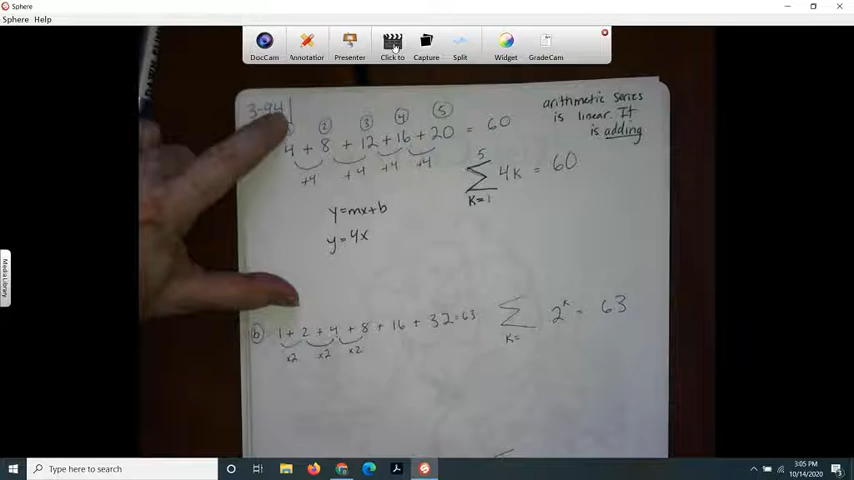 Sphere
Sphere Help
DocCam
Annotation
Presenter
Click to
Capture
Split
Widget
GradeCam
Media Library
3-94
② ③ ④ ⑤
4 + 8 + 12 + 16 + 20 = 60
+4 +4 +4 +4
arithmetic series
is linear. It
is adding
5
∑ 4k = 60
k=1
y=mx+b
y=4x
ⓑ 1 + 2 + 4 + 8 + 16 + 32 = 63
x2 x2 x2
∑ 2^k = 63
k=
Type here to search
3:05 PM
10/14/2020